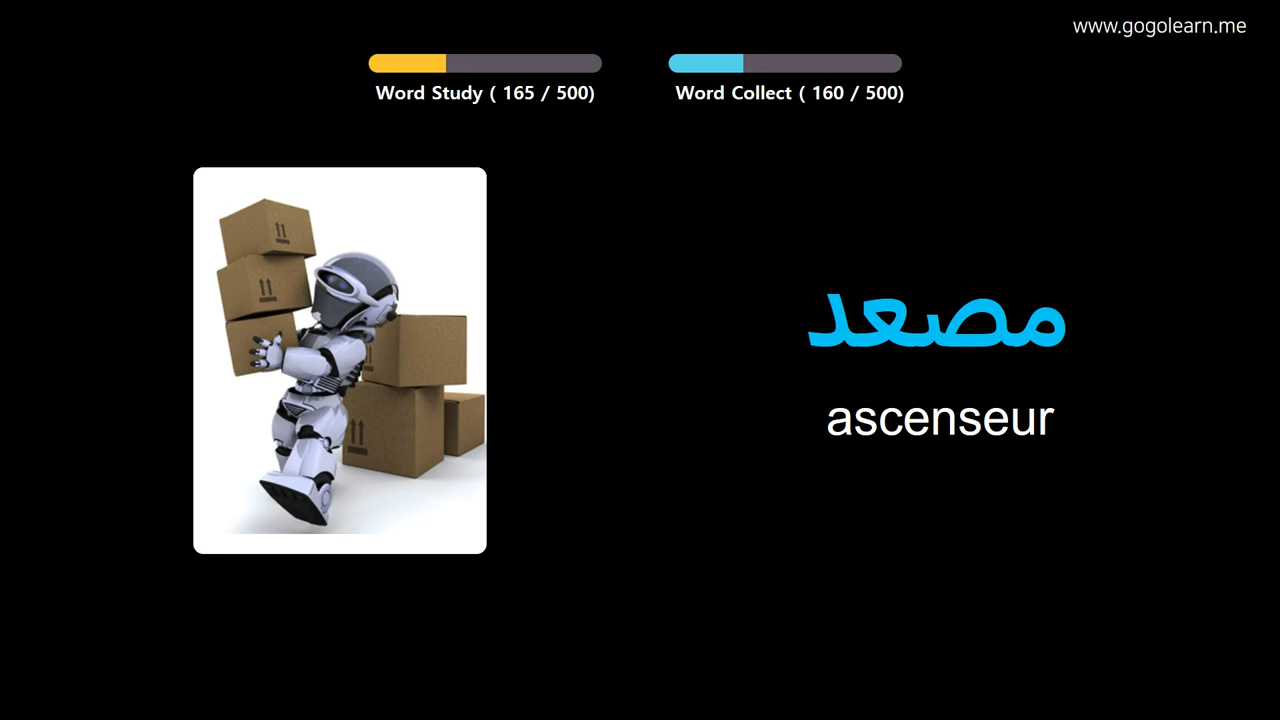 www.gogolearn.me
Word Study ( 165 / 500)
Word Collect ( 160 / 500)
مصعد
ascenseur